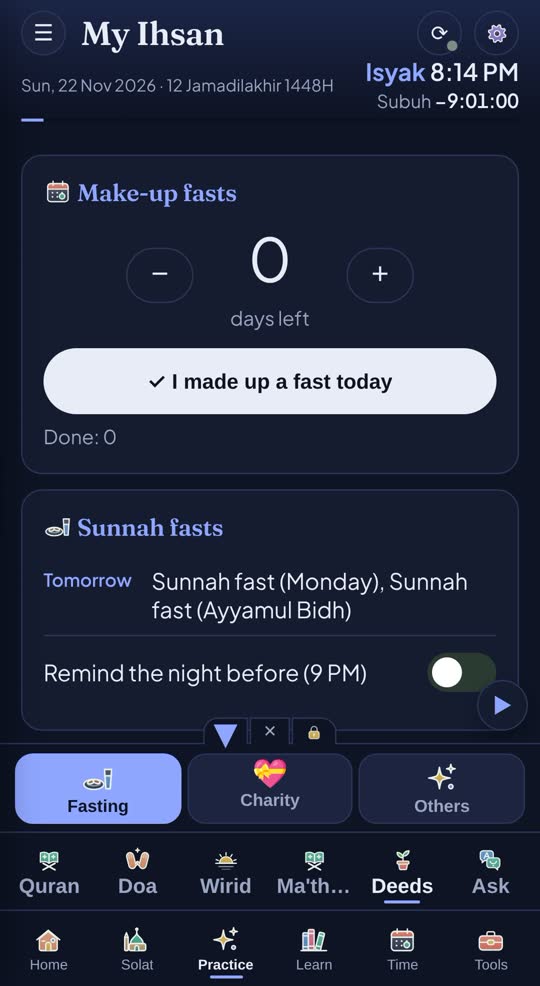 ☰ My Ihsan
Isyak 8:14 PM
Sun, 22 Nov 2026 · 12 Jamadilakhir 1448H
Subuh −9:01:00
Make-up fasts
− 0 +
days left
✓ I made up a fast today
Done: 0
Sunnah fasts
Tomorrow Sunnah fast (Monday), Sunnah
fast (Ayyamul Bidh)
Remind the night before (9 PM)
Fasting Charity Others
Quran Doa Wirid Ma'th... Deeds Ask
Home Solat Practice Learn Time Tools